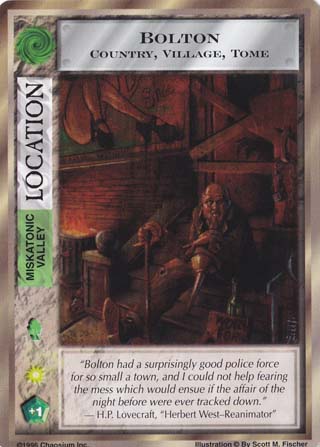 BOLTON
COUNTRY, VILLAGE, TOME
LOCATION
MISKATONIC
VALLEY
+1
"Bolton had a surprisingly good police force
for so small a town, and I could not help fearing
the mess which would ensue if the affair of the
night before were ever tracked down."
— H.P. Lovecraft, "Herbert West–Reanimator"
©1996 Chaosium Inc.
Illustration © By Scott M. Fischer